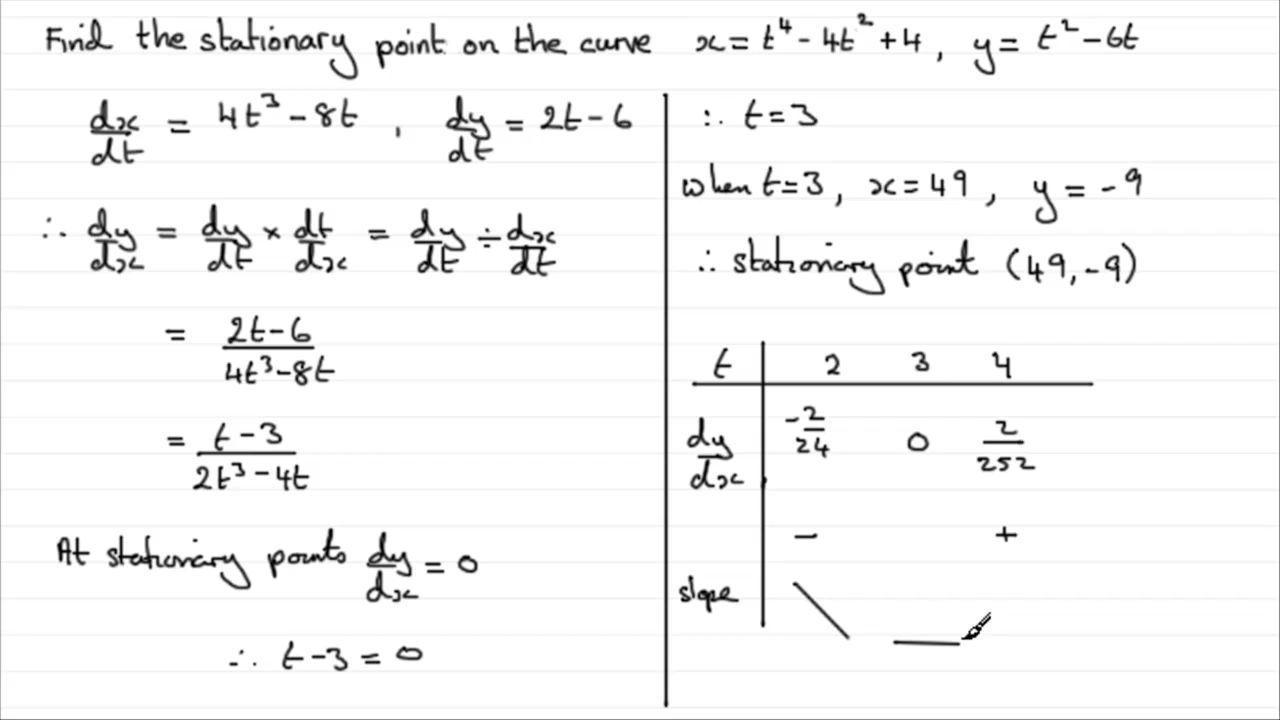 Find the stationary point on the curve x = t⁴ - 4t² + 4, y = t² - 6t
dx/dt = 4t³ - 8t, dy/dt = 2t - 6
∴ dy/dx = dy/dt × dt/dx = dy/dt ÷ dx/dt
= (2t - 6)/(4t³ - 8t)
= (t - 3)/(2t³ - 4t)
At stationary points dy/dx = 0
∴ t - 3 = 0
∴ t = 3
when t = 3, x = 49, y = -9
∴ stationary point (49, -9)
t 2 3 4
dy/dx -2/24 0 2/252
- +
slope